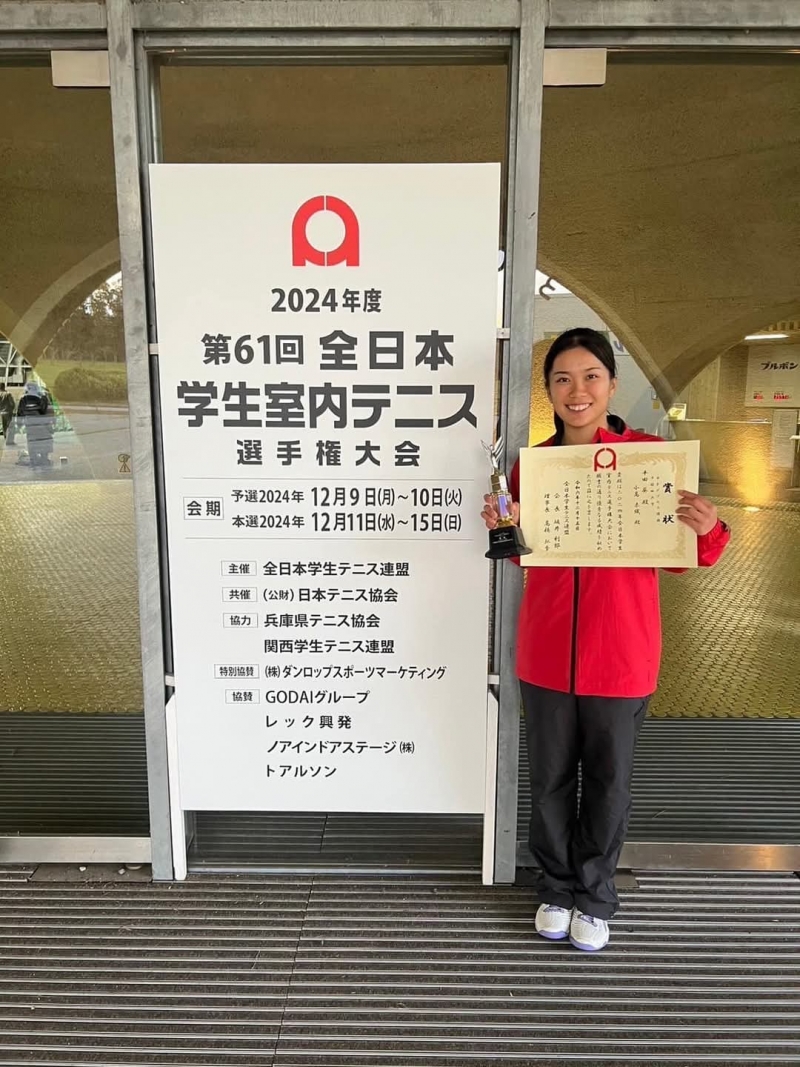 2024年度
第61回 全日本
学生室内テニス
選手権大会
会期
予選2024年 12月9日(月)~10日(火)
本選2024年 12月11日(水)~15日(日)
主催 全日本学生テニス連盟
共催 (公財)日本テニス協会
協力 兵庫県テニス協会
関西学生テニス連盟
特別協賛 (株)ダンロップスポーツマーケティング
協賛 GODAIグループ
レック興発
ノアインドアステージ(株)
トアルソン
ブルボン
賞状